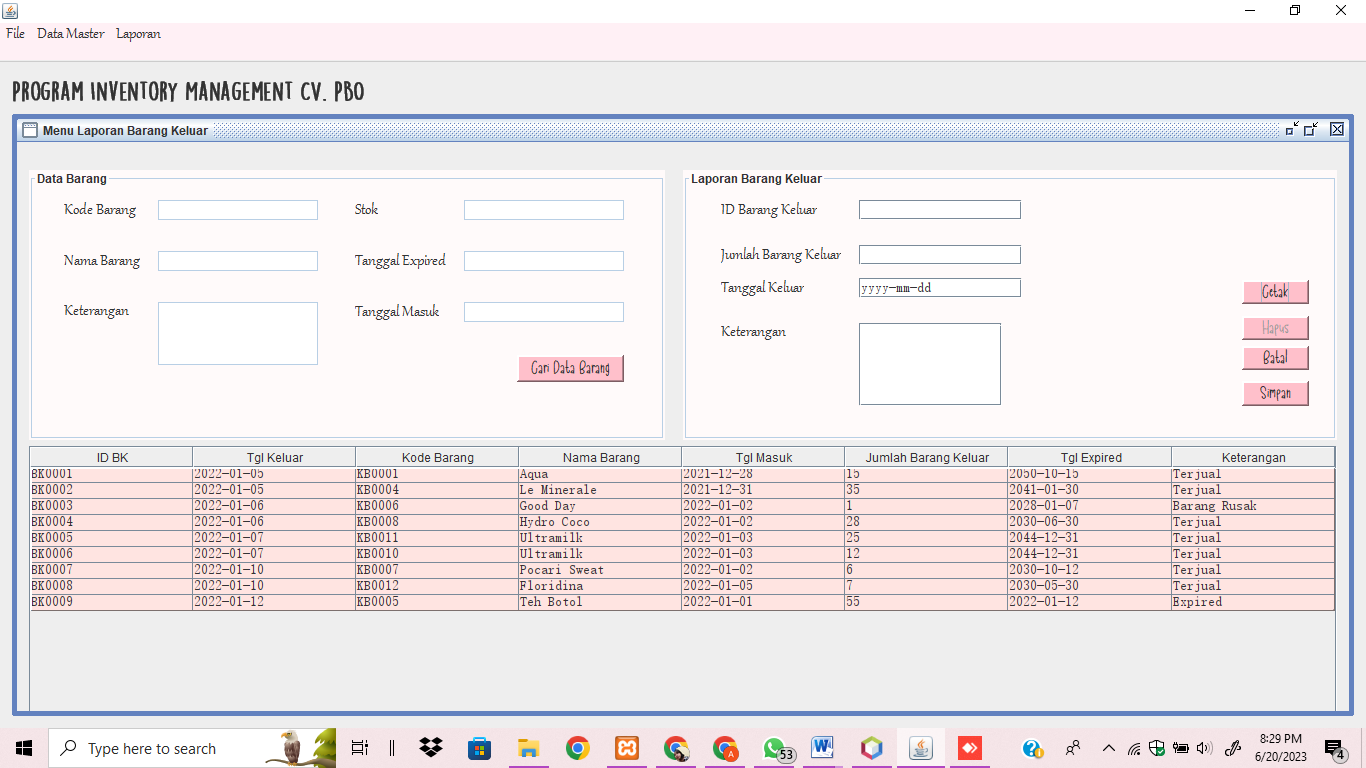 File Data Master Laporan
PROGRAM INVENTORY MANAGEMENT CV. PBO
Menu Laporan Barang Keluar
Data Barang
Kode Barang Stok
Nama Barang Tanggal Expired
Keterangan Tanggal Masuk
Cari Data Barang
Laporan Barang Keluar
ID Barang Keluar
Jumlah Barang Keluar
Tanggal Keluar yyyy-mm-dd
Keterangan
Cetak
Hapus
Batal
Simpan
ID BK Tgl Keluar Kode Barang Nama Barang Tgl Masuk Jumlah Barang Keluar Tgl Expired Keterangan
BK0001 2022-01-05 KB0001 Aqua 2021-12-28 15 2050-10-15 Terjual
BK0002 2022-01-05 KB0004 Le Minerale 2021-12-31 35 2041-01-30 Terjual
BK0003 2022-01-06 KB0006 Good Day 2022-01-02 1 2028-01-07 Barang Rusak
BK0004 2022-01-06 KB0008 Hydro Coco 2022-01-02 28 2030-06-30 Terjual
BK0005 2022-01-07 KB0011 Ultramilk 2022-01-03 25 2044-12-31 Terjual
BK0006 2022-01-07 KB0010 Ultramilk 2022-01-03 12 2044-12-31 Terjual
BK0007 2022-01-10 KB0007 Pocari Sweat 2022-01-02 6 2030-10-12 Terjual
BK0008 2022-01-10 KB0012 Floridina 2022-01-05 7 2030-05-30 Terjual
BK0009 2022-01-12 KB0005 Teh Botol 2022-01-01 55 2022-01-12 Expired
Type here to search
53
8:29 PM
6/20/2023
4